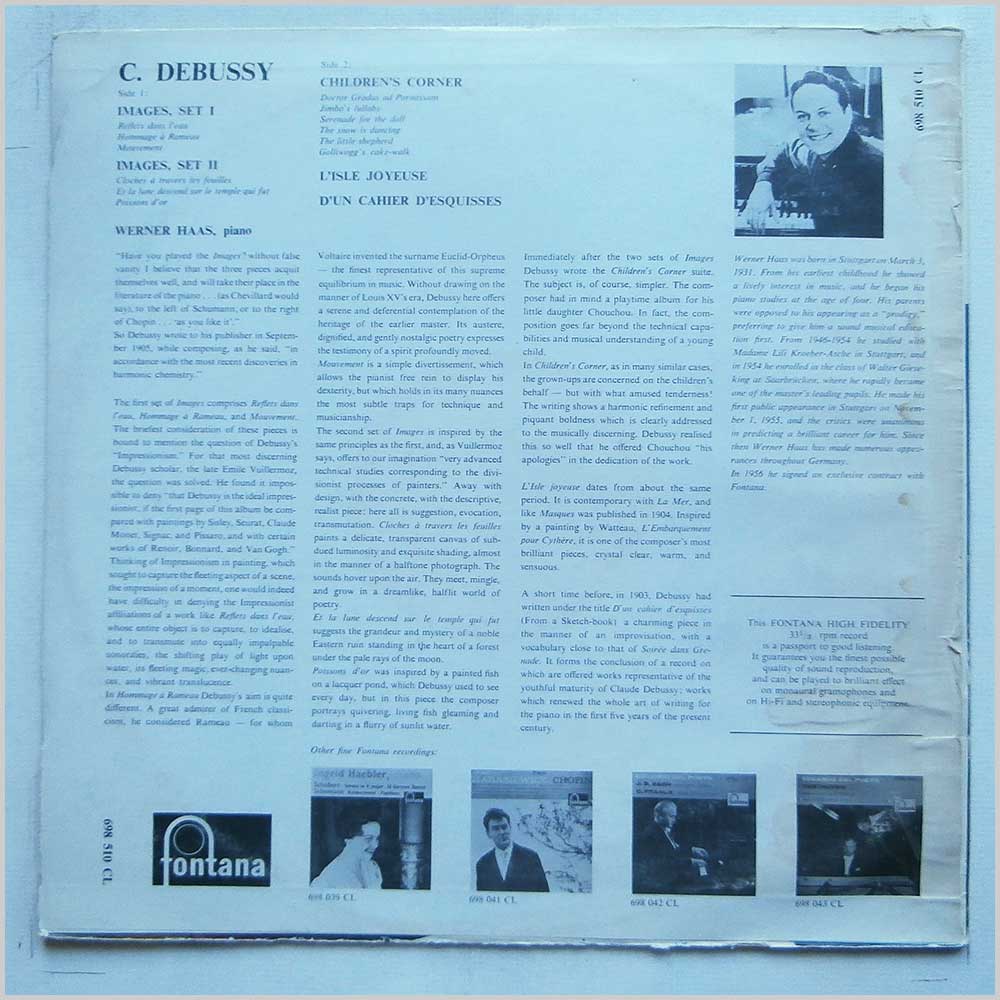 C. DEBUSSY
Side 1:
IMAGES, SET I
Reflets dans l'eau
Hommage à Rameau
Mouvement
IMAGES, SET II
Cloches à travers les feuilles
Et la lune descend sur le temple qui fut
Poissons d'or
Side 2:
CHILDREN'S CORNER
Doctor Gradus ad Parnassum
Jimbo's lullaby
Serenade for the doll
The snow is dancing
The little shepherd
Golliwogg's cake-walk
L'ISLE JOYEUSE
D'UN CAHIER D'ESQUISSES
698 510 CL
WERNER HAAS, piano
"Have you played the Images? without false
vanity I believe that the three pieces acquit
themselves well, and will take their place in the
literature of the piano . . . (as Chevillard would
say), to the left of Schumann, or to the right
of Chopin . . . "as you like it"."
So Debussy wrote to his publisher in Septem-
ber 1905, while composing, as he said, "in
accordance with the most recent discoveries in
harmonic chemistry."
The first set of Images comprises Reflets dans
l'eau, Hommage à Rameau, and Mouvement.
The briefest consideration of these pieces is
bound to mention the question of Debussy's
"Impressionism." For that most discerning
Debussy scholar, the late Emile Vuillermoz,
the question was solved. He found it impos-
sible to deny "that Debussy is the ideal impres-
sionist, if the first page of this album be com-
pared with paintings by Sisley, Seurat, Claude
Monet, Signac, and Pissaro, and with certain
works of Renoir, Bonnard, and Van Gogh."
Thinking of Impressionism in painting, which
sought to capture the fleeting aspect of a scene,
the impression of a moment, one would indeed
have difficulty in denying the Impressionist
affiliations of a work like Reflets dans l'eau,
whose entire object is to capture, to idealise,
and to transmute into equally impalpable
sonorities, the shifting play of light upon
water, its fleeting magic, ever-changing nuan-
ces, and vibrant translucence.
In Hommage à Rameau Debussy's aim is quite
different. A great admirer of French classi-
cism, he considered Rameau — for whom
Voltaire invented the surname Euclid-Orpheus
— the finest representative of this supreme
equilibrium in music. Without drawing on the
manner of Louis XV's era, Debussy here offers
a serene and deferential contemplation of the
heritage of the earlier master. Its austere,
dignified, and gently nostalgic poetry expresses
the testimony of a spirit profoundly moved.
Mouvement is a simple divertissement, which
allows the pianist free rein to display his
dexterity, but which holds in its many nuances
the most subtle traps for technique and
musicianship.
The second set of Images is inspired by the
same principles as the first, and, as Vuillermoz
says, offers to our imagination "very advanced
technical studies corresponding to the divi-
sionist processes of painters." Away with
design, with the concrete, with the descriptive,
realist piece; here all is suggestion, evocation,
transmutation. Cloches à travers les feuilles
paints a delicate, transparent canvas of sub-
dued luminosity and exquisite shading, almost
in the manner of a halftone photograph. The
sounds hover upon the air. They meet, mingle,
and grow in a dreamlike, halflit world of
poetry.
Et la lune descend sur le temple qui fut
suggests the grandeur and mystery of a noble
Eastern ruin standing in the heart of a forest
under the pale rays of the moon.
Poissons d'or was inspired by a painted fish
on a lacquer pond, which Debussy used to see
every day, but in this piece the composer
portrays quivering, living fish gleaming and
darting in a flurry of sunlit water.
Immediately after the two sets of Images
Debussy wrote the Children's Corner suite.
The subject is, of course, simpler. The com-
poser had in mind a playtime album for his
little daughter Chouchou. In fact, the com-
position goes far beyond the technical capa-
bilities and musical understanding of a young
child.
In Children's Corner, as in many similar cases,
the grown-ups are concerned on the children's
behalf — but with what amused tenderness!
The writing shows a harmonic refinement and
piquant boldness which is clearly addressed
to the musically discerning. Debussy realised
this so well that he offered Chouchou "his
apologies" in the dedication of the work.
L'Isle joyeuse dates from about the same
period. It is contemporary with La Mer, and
like Masques was published in 1904. Inspired
by a painting by Watteau, L'Embarquement
pour Cythère, it is one of the composer's most
brilliant pieces, crystal clear, warm, and
sensuous.
A short time before, in 1903, Debussy had
written under the title D'un cahier d'esquisses
(From a Sketch-book) a charming piece in
the manner of an improvisation, with a
vocabulary close to that of Soirée dans Gre-
nade. It forms the conclusion of a record on
which are offered works representative of the
youthful maturity of Claude Debussy; works
which renewed the whole art of writing for
the piano in the first five years of the present
century.
Werner Haas was born in Stuttgart on March 3,
1931. From his earliest childhood he showed
a lively interest in music, and he began his
piano studies at the age of four. His parents
were opposed to his appearing as a "prodigy,"
preferring to give him a sound musical educa-
tion first. From 1946-1954 he studied with
Madame Lili Kroeber-Asche in Stuttgart, and
in 1954 he enrolled in the class of Walter Giese-
king at Saarbrücken, where he rapidly became
one of the master's leading pupils. He made his
first public appearance in Stuttgart on Novem-
ber 1, 1955, and the critics were unanimous
in predicting a brilliant career for him. Since
then Werner Haas has made numerous appea-
rances throughout Germany.
In 1956 he signed an exclusive contract with
Fontana.
This FONTANA HIGH FIDELITY
33 1/3 rpm record
is a passport to good listening.
It guarantees you the finest possible
quality of sound reproduction,
and can be played to brilliant effect
on monaural gramophones and
on Hi-Fi and stereophonic equipment.
Other fine Fontana recordings:
698 510 CL
fontana
Ingrid Haebler,
Schubert
698 039 CL
CHOPIN
698 041 CL
J.S. BACH
C. FRANCK
698 042 CL
698 043 CL